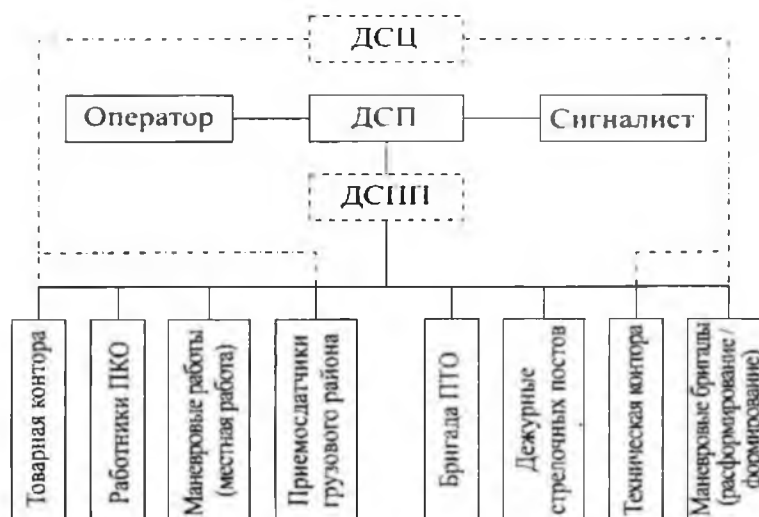 ДСЦ
Оператор
ДСП
Сигналист
ДСПП
Товарная контора
Работники ПКО
Маневровые работы
(местная работа)
Приемосдатчики
грузового района
Бригада ПТО
Дежурные
стрелочных постов
Техническая контора
Маневровые бригады
(расформирование /
формирование)